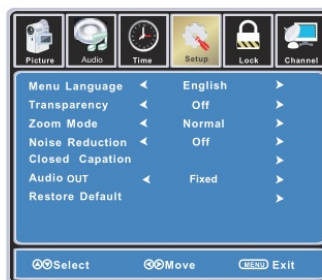 Picture Audio Time Setup Lock Channel
Menu Language English
Transparency Off
Zoom Mode Normal
Noise Reduction Off
Closed Capation
Audio OUT Fixed
Restore Default
Select Move MENU Exit